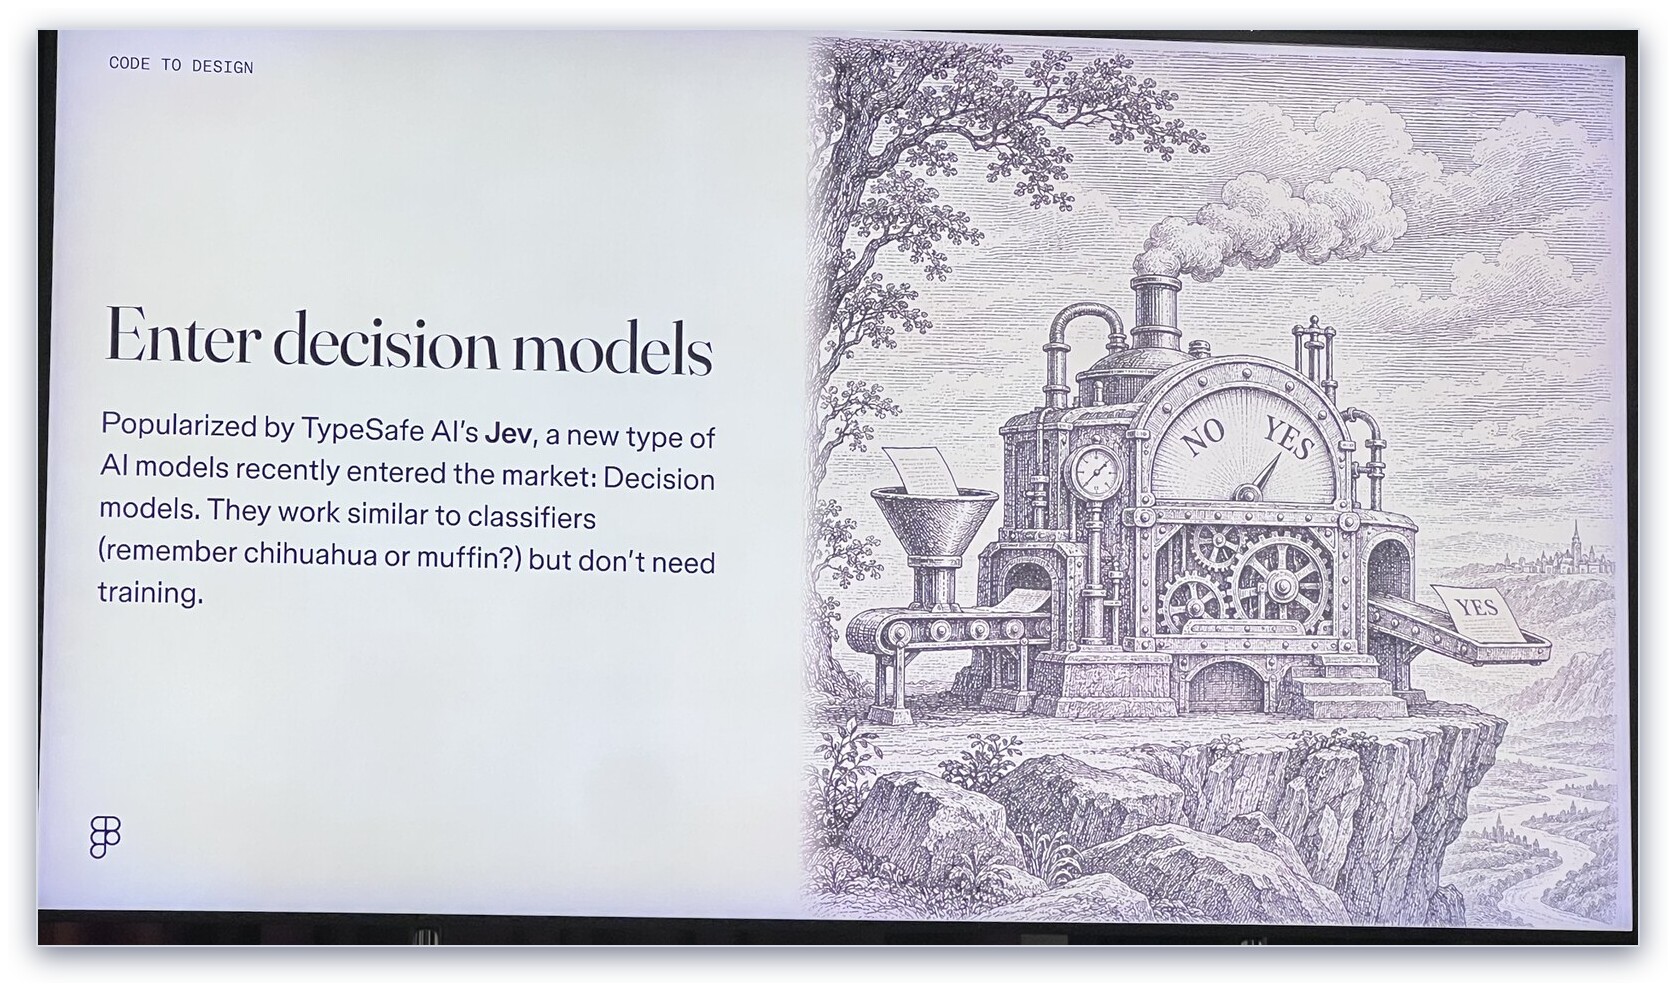 CODE TO DESIGN
Enter decision models
Popularized by TypeSafe AI's Jev, a new type of
AI models recently entered the market: Decision
models. They work similar to classifiers
(remember chihuahua or muffin?) but don't need
training.
NO YES
YES